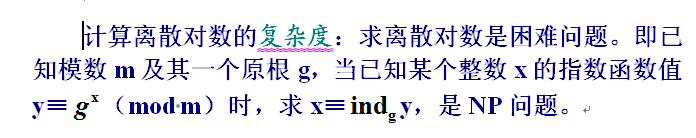 计算离散对数的复杂度：求离散对数是困难问题。即已
知模数 m 及其一个原根 g，当已知某个整数 x 的指数函数值
y≡ gˣ（mod·m）时，求 x≡ind_g y，是 NP 问题。